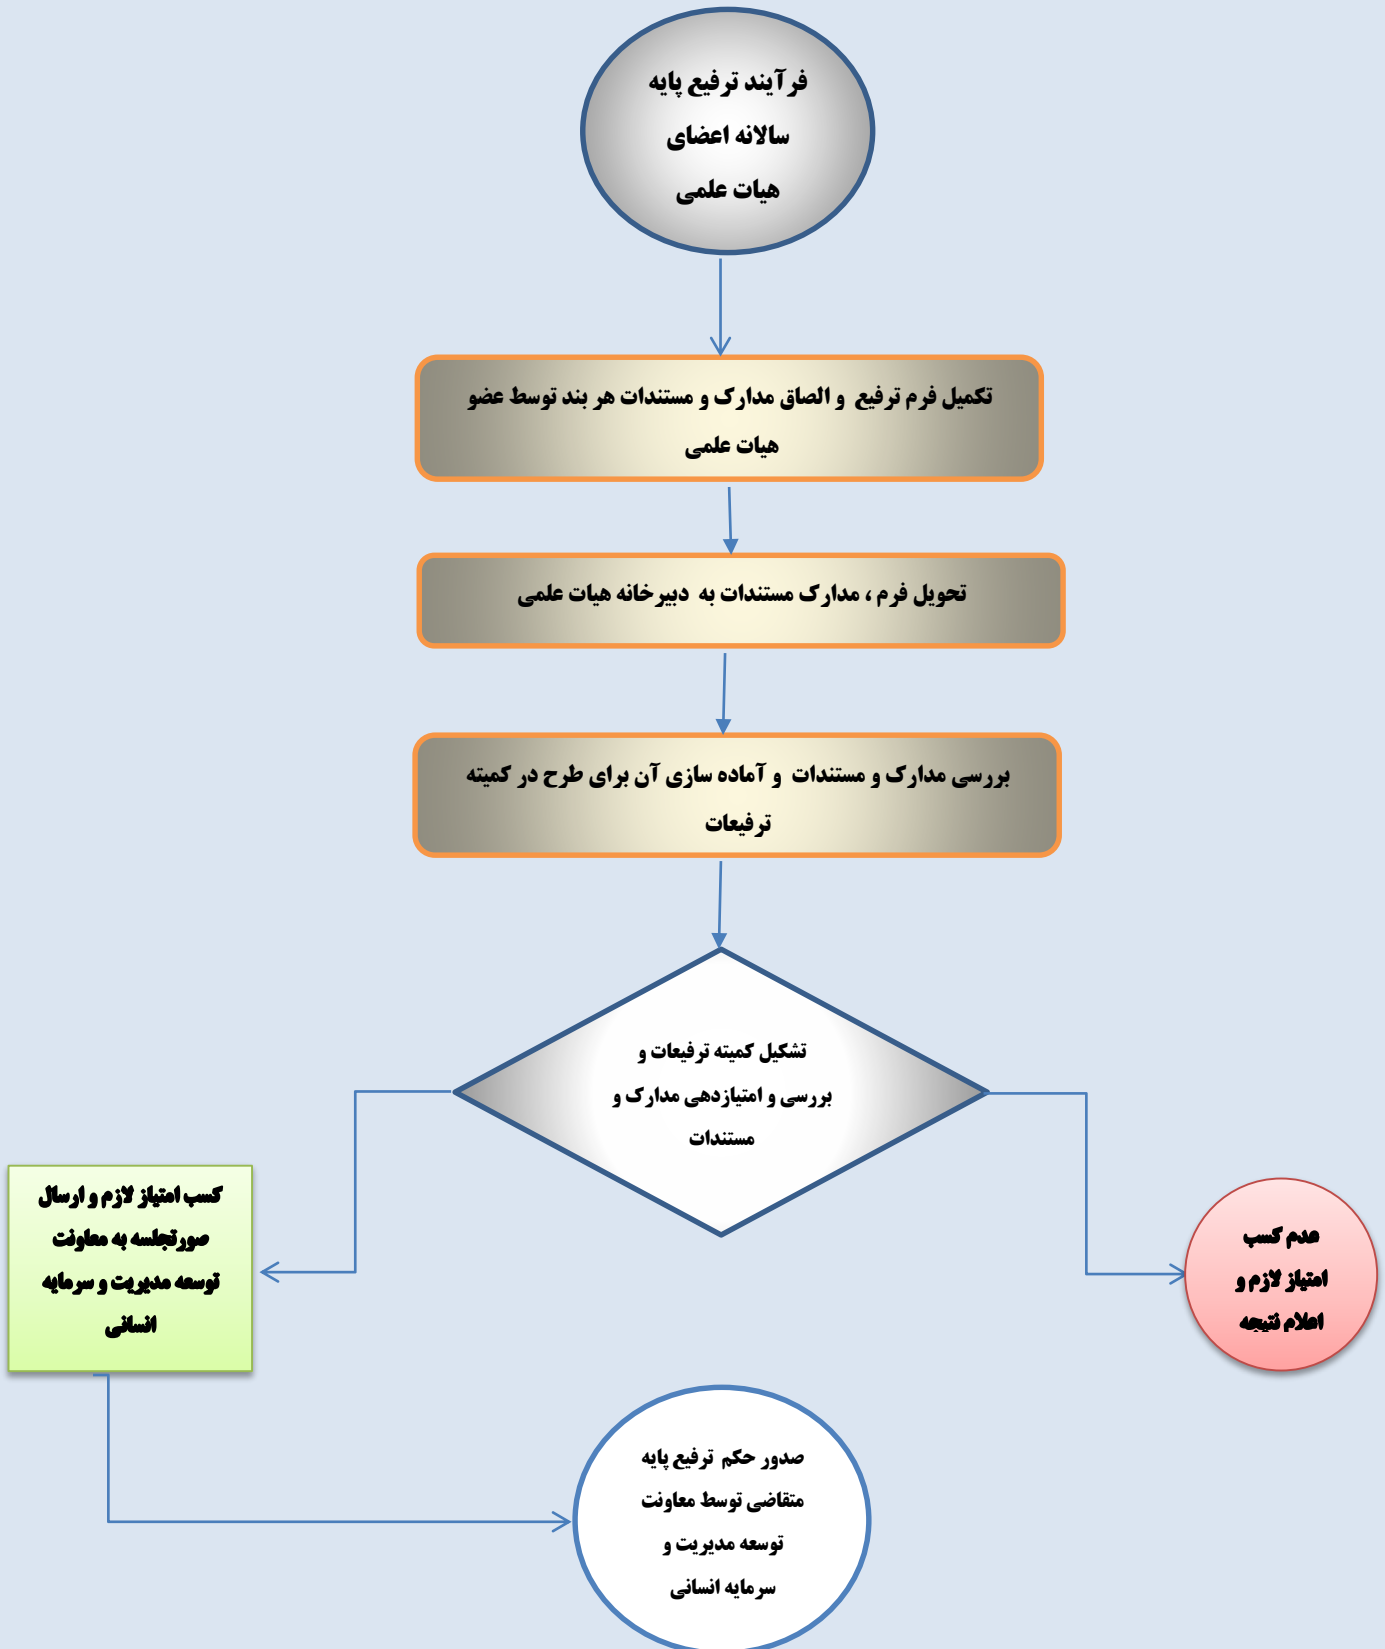 فرآیند ترفیع پایه
سالانه اعضای
هیات علمی
تکمیل فرم ترفیع و الصاق مدارک و مستندات هر بند توسط عضو
هیات علمی
تحویل فرم ، مدارک مستندات به دبیرخانه هیات علمی
بررسی مدارک و مستندات و آماده سازی آن برای طرح در کمیته
ترفیعات
تشکیل کمیته ترفیعات و
بررسی و امتیازدهی مدارک و
مستندات
عدم کسب
امتیاز لازم و
اعلام نتیجه
کسب امتیاز لازم و ارسال
صورتجلسه به معاونت
توسعه مدیریت و سرمایه
انسانی
صدور حکم ترفیع پایه
متقاضی توسط معاونت
توسعه مدیریت و
سرمایه انسانی